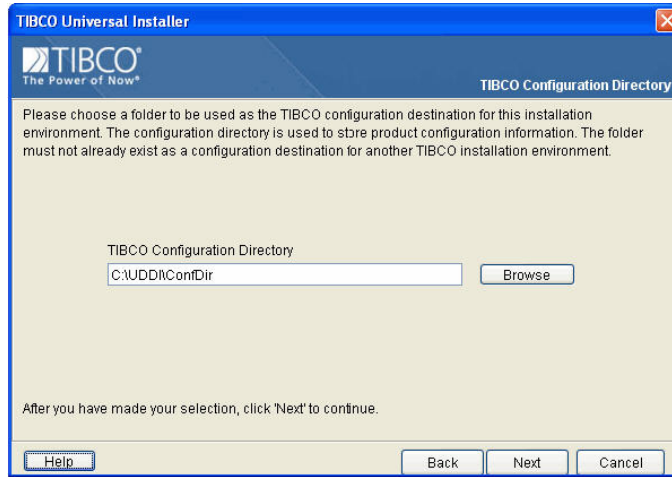 TIBCO Universal Installer
TIBCO®
The Power of Now®
TIBCO Configuration Directory
Please choose a folder to be used as the TIBCO configuration destination for this installation
environment. The configuration directory is used to store product configuration information. The folder
must not already exist as a configuration destination for another TIBCO installation environment.
TIBCO Configuration Directory
C:\UDDI\ConfDir
Browse
After you have made your selection, click 'Next' to continue.
Help
Back
Next
Cancel